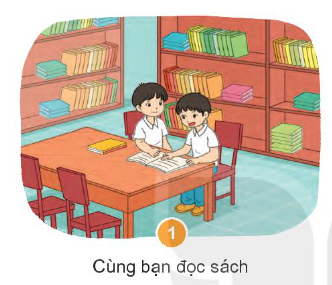 1
Cùng bạn đọc sách